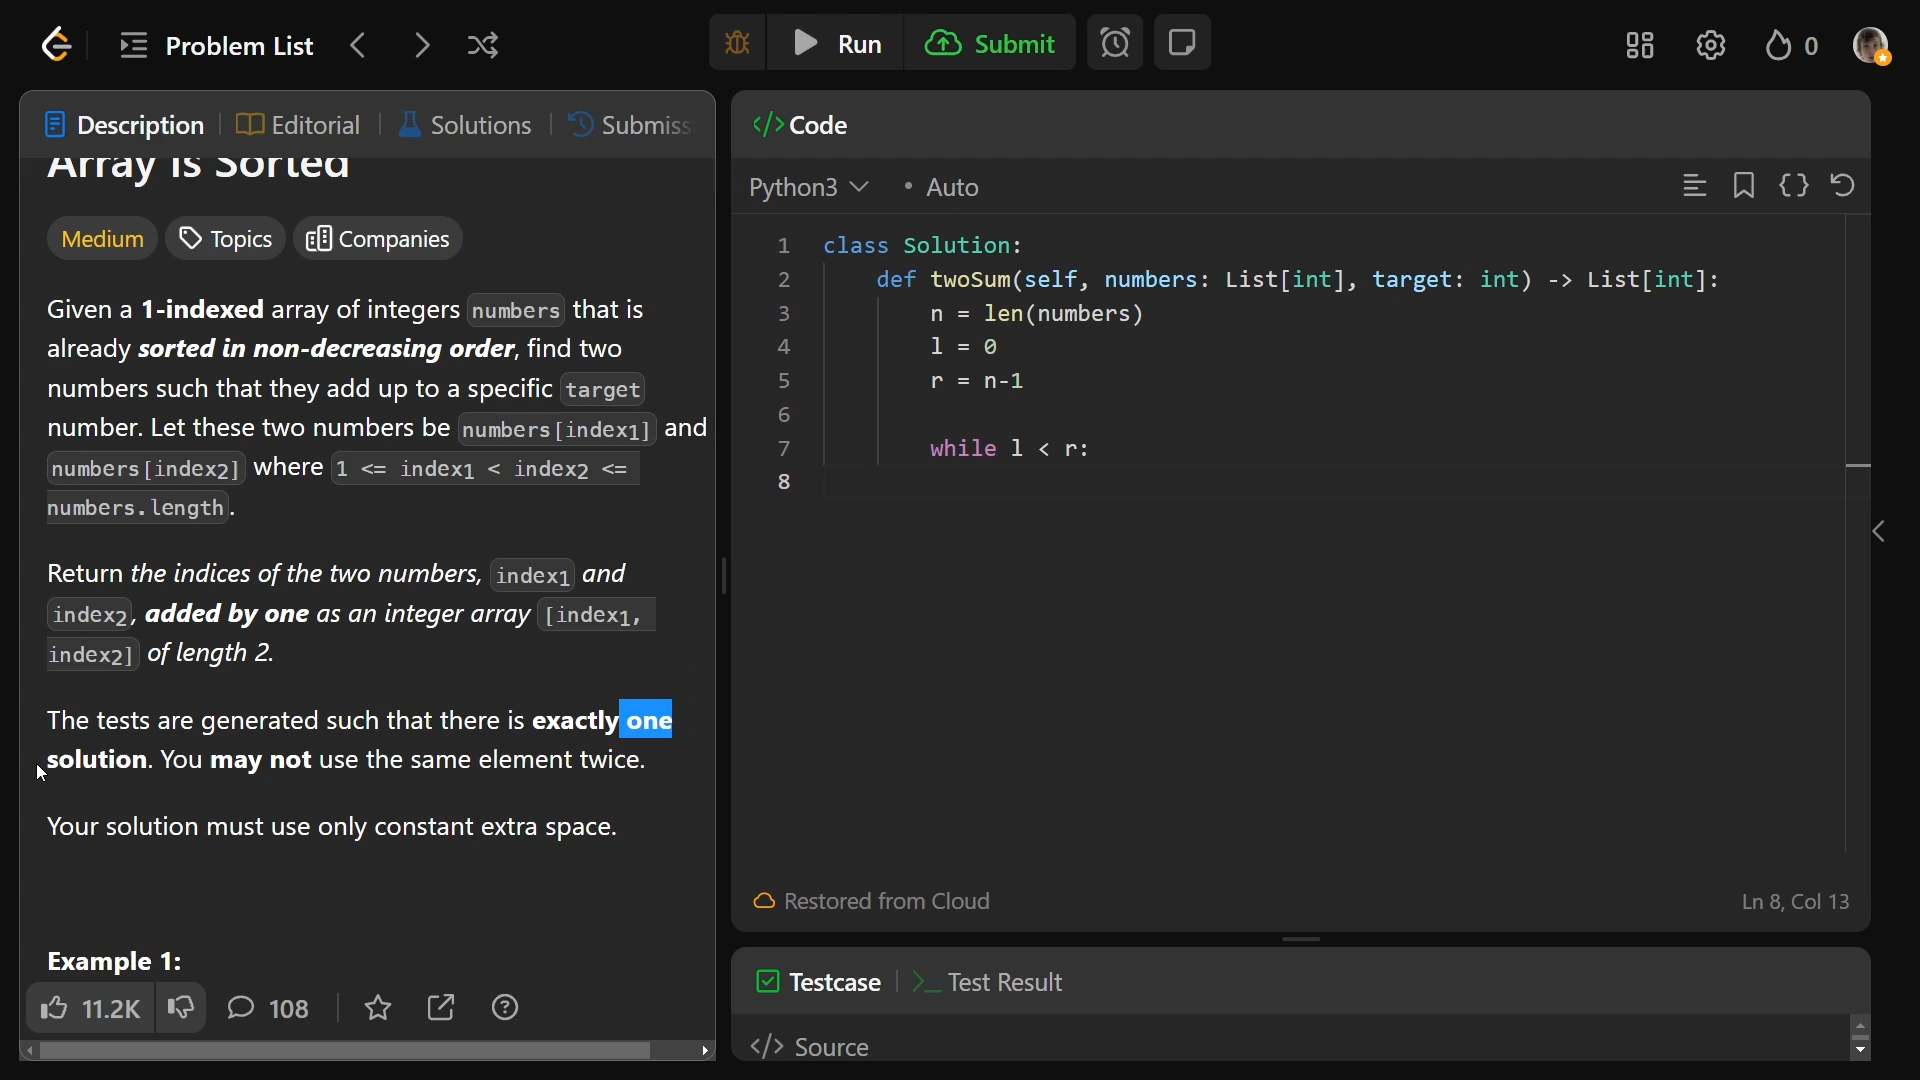 Problem List
Run
Submit
0
Description
Editorial
Solutions
Submiss
Array Is Sorted
Medium
Topics
Companies
Given a 1-indexed array of integers numbers that is
already sorted in non-decreasing order, find two
numbers such that they add up to a specific target
number. Let these two numbers be numbers[index1] and
numbers[index2] where 1 <= index1 < index2 <=
numbers.length.
Return the indices of the two numbers, index1 and
index2, added by one as an integer array [index1,
index2] of length 2.
The tests are generated such that there is exactly one
solution. You may not use the same element twice.
Your solution must use only constant extra space.
Example 1:
11.2K
108
</> Code
Python3
• Auto
1 class Solution:
2     def twoSum(self, numbers: List[int], target: int) -> List[int]:
3         n = len(numbers)
4         l = 0
5         r = n-1
6
7         while l < r:
8
Restored from Cloud
Ln 8, Col 13
Testcase
>_ Test Result
</> Source